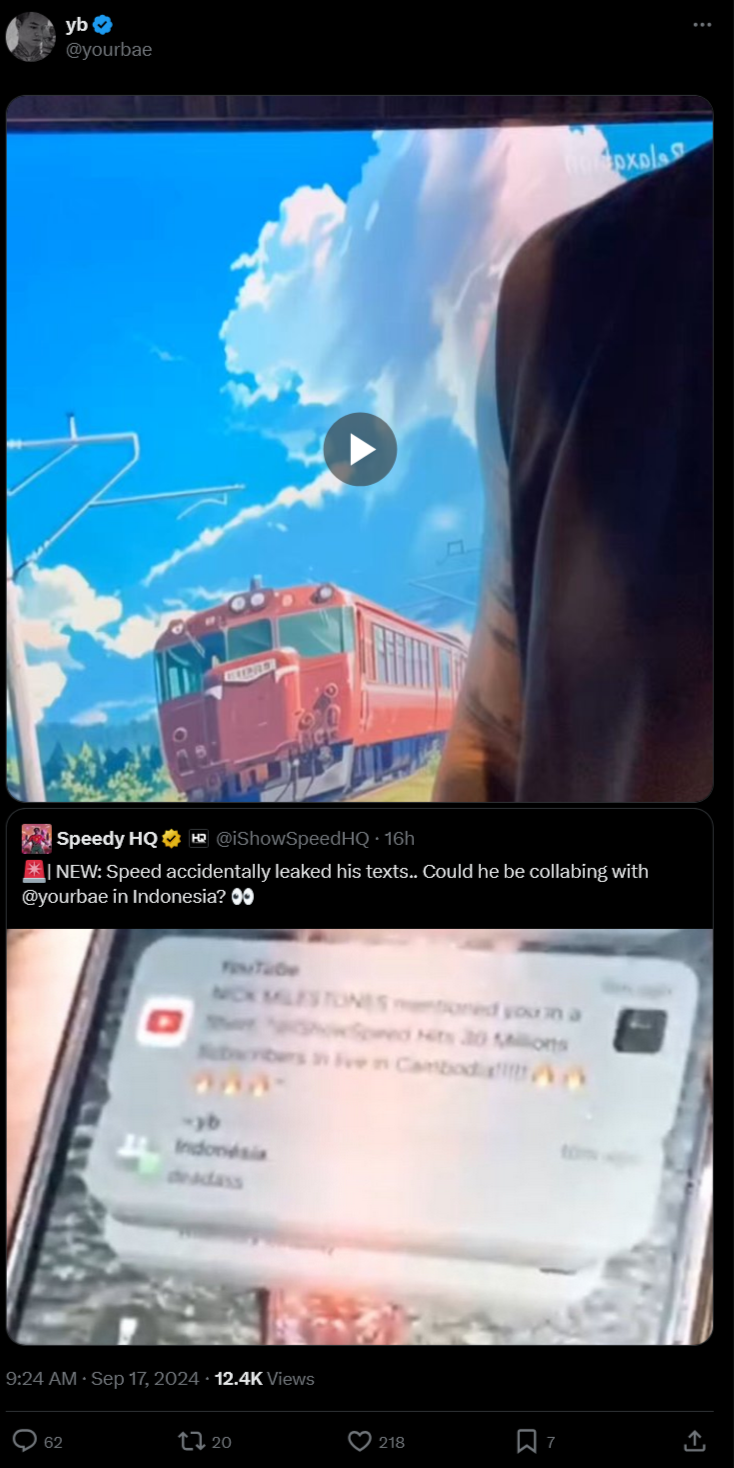 yb
@yourbae
Speedy HQ HQ @iShowSpeedHQ · 16h
🚨| NEW: Speed accidentally leaked his texts.. Could he be collabing with
@yourbae in Indonesia? 👀
YouTube
NICK MILESTONES mentioned you in a
Short: "@IShowSpeed Hits 30 Millions
Subscribers in live in Cambodia!!!!!🔥🔥
🔥🔥🔥"
~yb
Indonésia
deadass
9:24 AM · Sep 17, 2024 · 12.4K Views
62 20 218 7